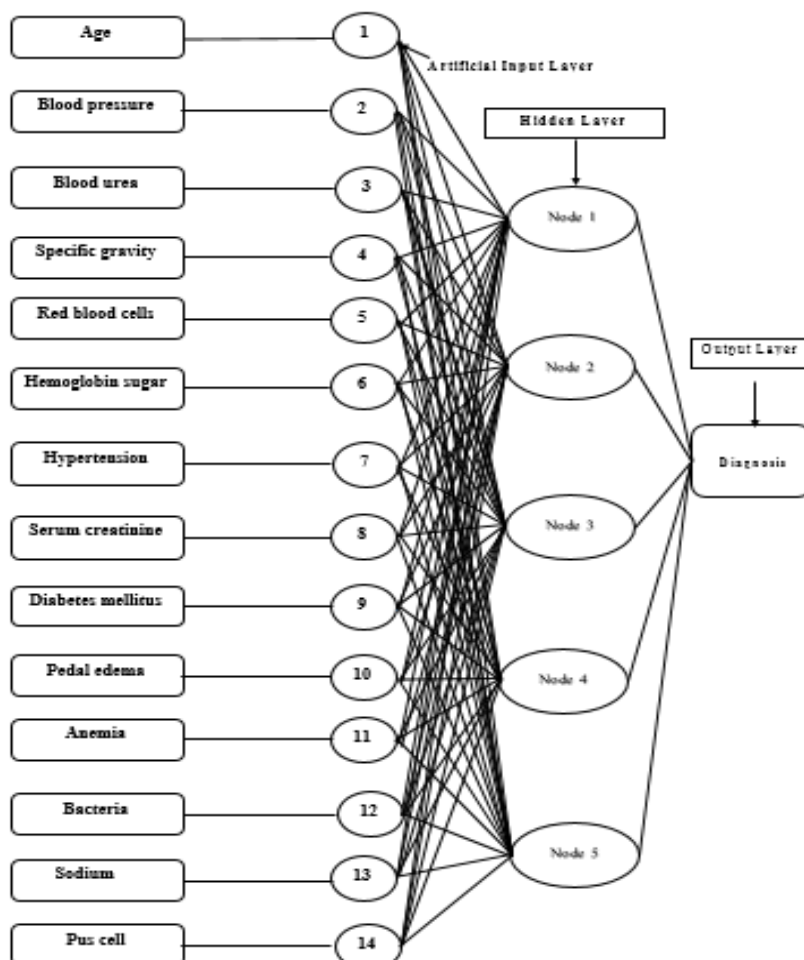 Age
1
Artificial Input Layer
Blood pressure
2
Hidden Layer
Blood urea
3
Node 1
Specific gravity
4
Red blood cells
5
Output Layer
Node 2
Hemoglobin sugar
6
Hypertension
7
Diagnosis
Serum creatinine
8
Node 3
Diabetes mellitus
9
Pedal edema
10
Node 4
Anemia
11
Bacteria
12
Node 5
Sodium
13
Pus cell
14